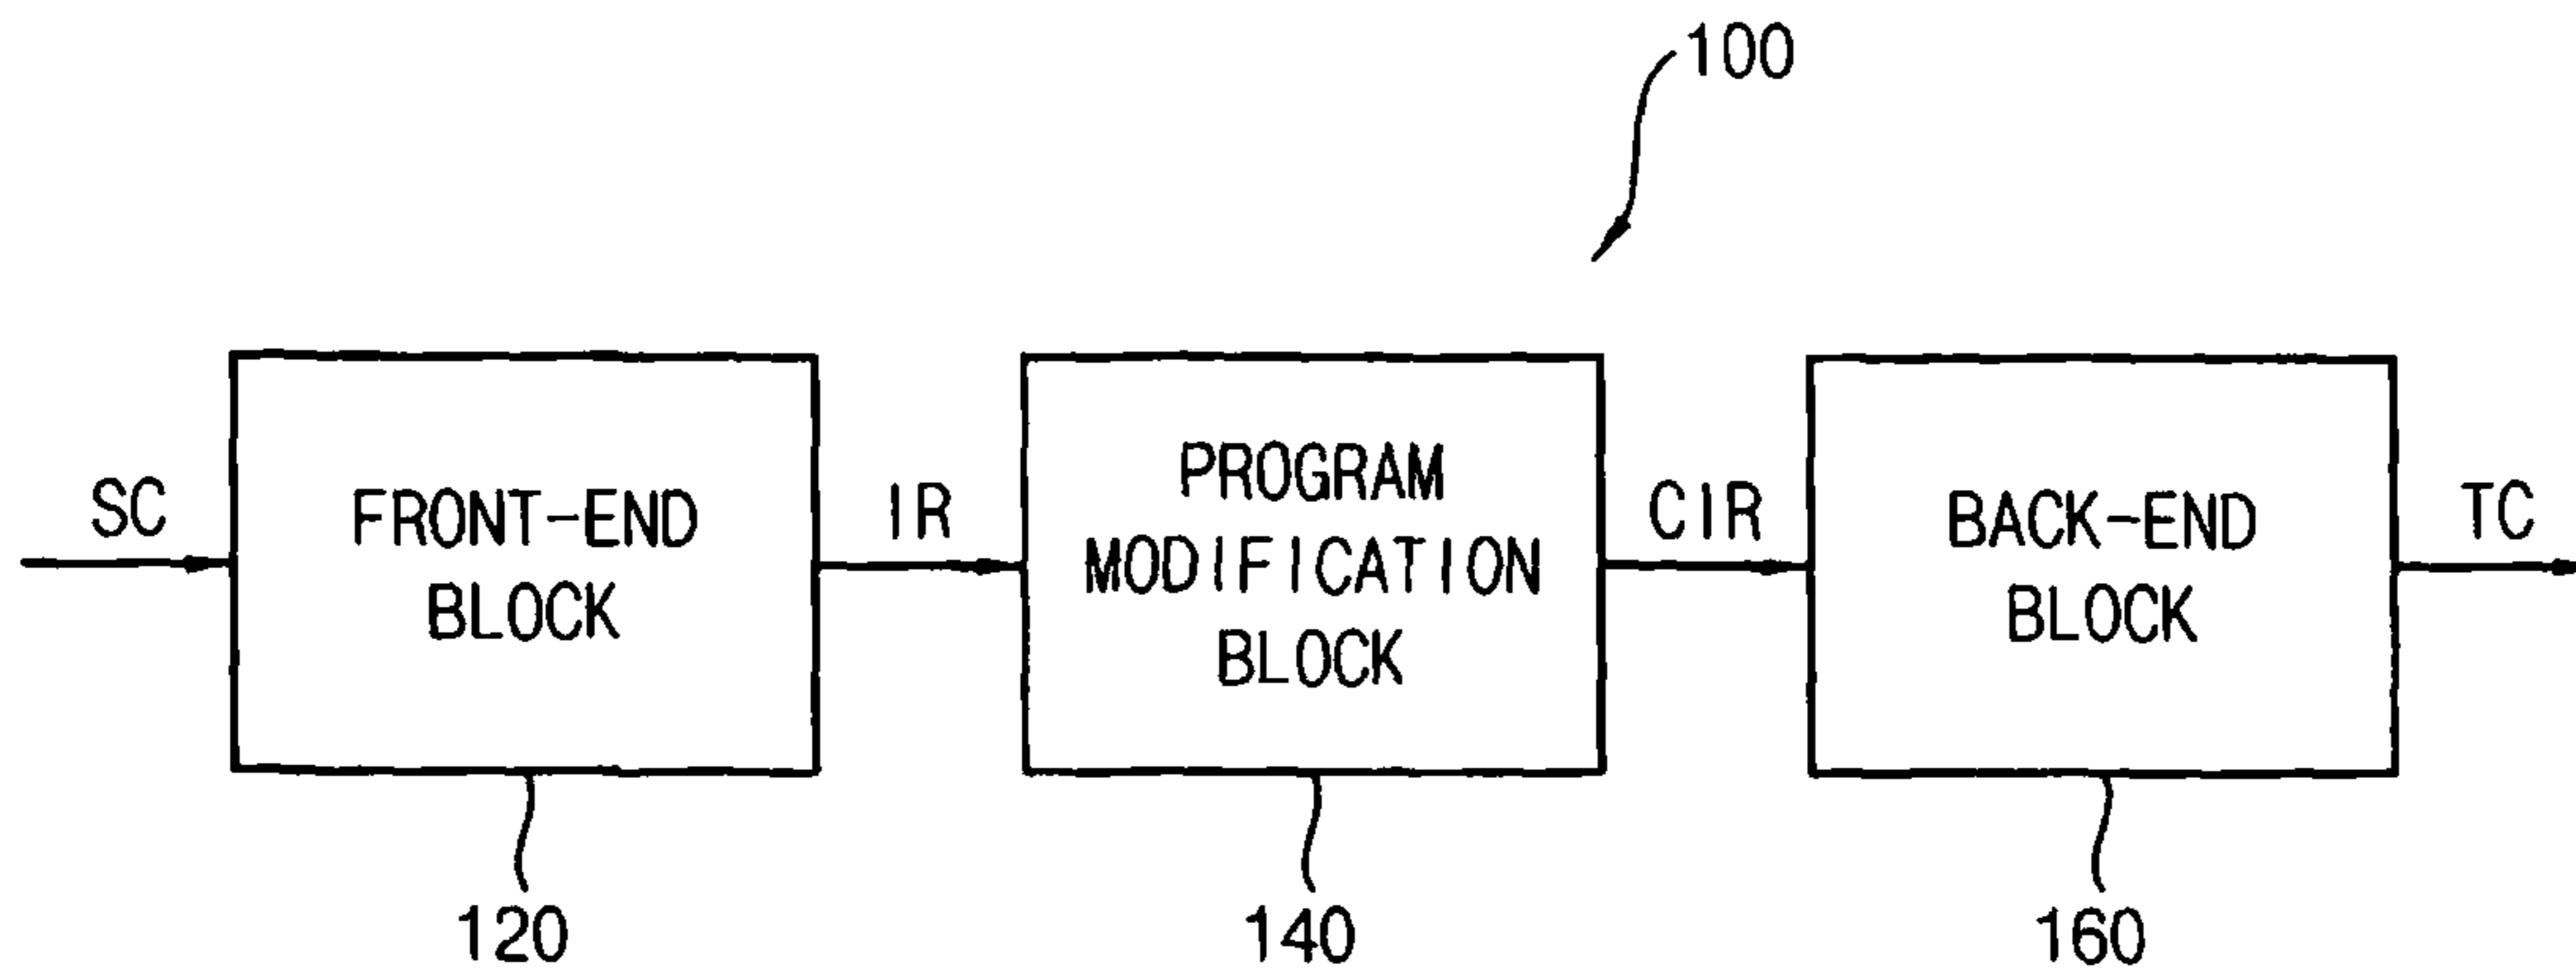 100
SC
FRONT-END
BLOCK
IR
PROGRAM
MODIFICATION
BLOCK
CIR
BACK-END
BLOCK
TC
120
140
160